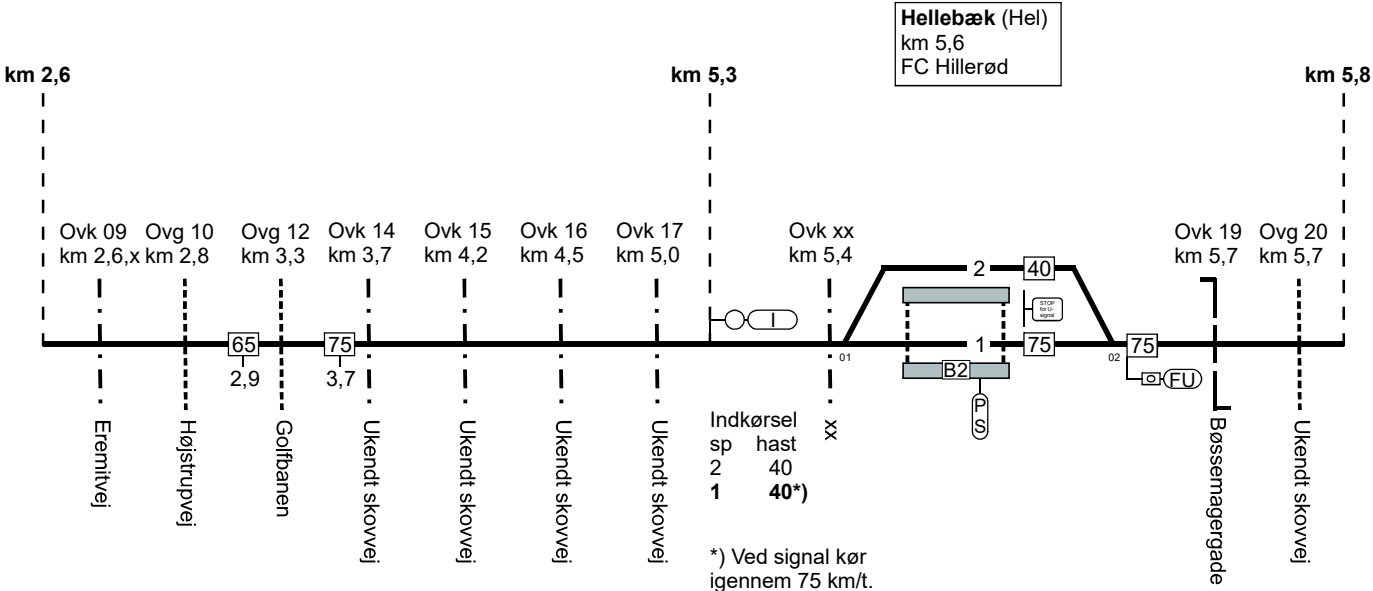 Hellebæk (Hel)
km 5,6
FC Hillerød
km 2,6
km 5,3
km 5,8
Ovk 09
km 2,6,x
Ovg 10
km 2,8
Ovg 12
km 3,3
Ovk 14
km 3,7
Ovk 15
km 4,2
Ovk 16
km 4,5
Ovk 17
km 5,0
Ovk xx
km 5,4
Ovk 19
km 5,7
Ovg 20
km 5,7
2
40
STOP
for U-
signal
I
65
2,9
75
3,7
01
1
75
02
75
B2
FU
P
S
Eremitvej
Højstrupvej
Golfbanen
Ukendt skovvej
Ukendt skovvej
Ukendt skovvej
Ukendt skovvej
xx
Bøssemagergade
Ukendt skovvej
Indkørsel
sp hast
2 40
1 40*)
*) Ved signal kør
igennem 75 km/t.